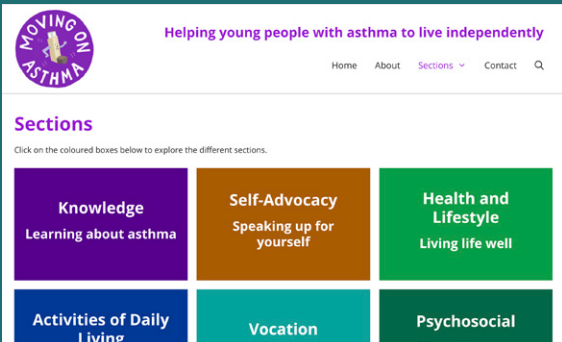 MOVING ON
ASTHMA
Helping young people with asthma to live independently
Home About Sections Contact
Sections
Click on the coloured boxes below to explore the different sections.
Knowledge
Learning about asthma
Self-Advocacy
Speaking up for
yourself
Health and
Lifestyle
Living life well
Activities of Daily
Living
Vocation
Psychosocial